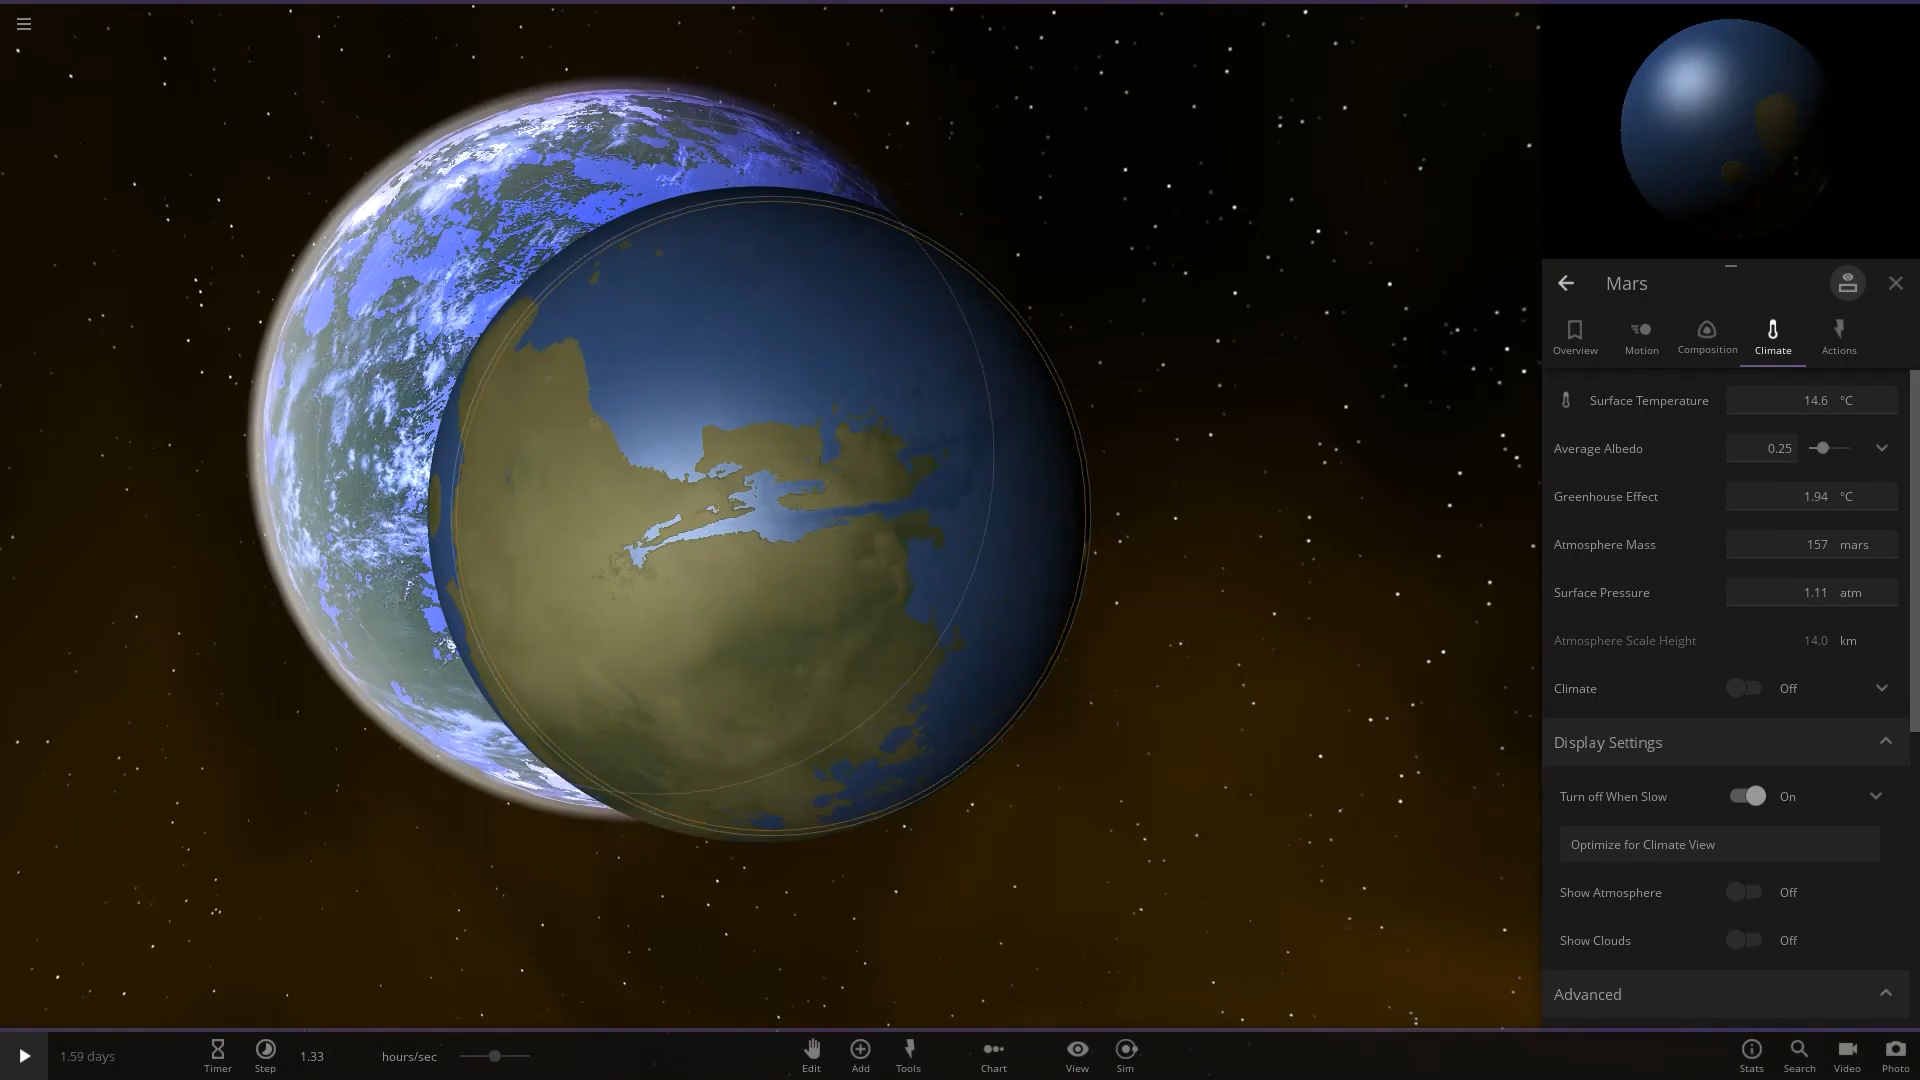 Mars
Overview Motion Composition Climate Actions
Surface Temperature 14.6 °C
Average Albedo 0.25
Greenhouse Effect 1.94 °C
Atmosphere Mass 157 mars
Surface Pressure 1.11 atm
Atmosphere Scale Height 14.0 km
Climate Off
Display Settings
Turn off When Slow On
Optimize for Climate View
Show Atmosphere Off
Show Clouds Off
Advanced
1.59 days Timer Step 1.33 hours/sec Edit Add Tools Chart View Sim Stats Search Video Photo